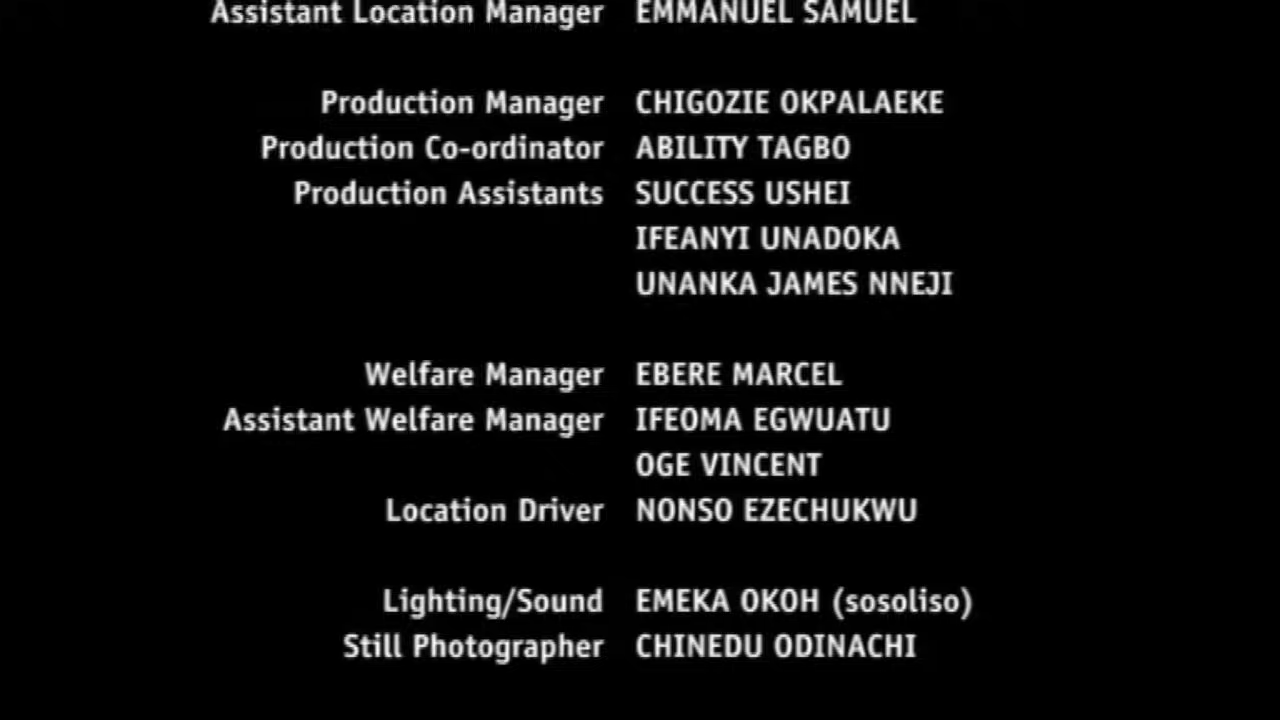 Assistant Location Manager EMMANUEL SAMUEL
Production Manager CHIGOZIE OKPALAEKE
Production Co-ordinator ABILITY TAGBO
Production Assistants SUCCESS USHEI
IFEANYI UNADOKA
UNANKA JAMES NNEJI
Welfare Manager EBERE MARCEL
Assistant Welfare Manager IFEOMA EGWUATU
OGE VINCENT
Location Driver NONSO EZECHUKWU
Lighting/Sound EMEKA OKOH (sosoliso)
Still Photographer CHINEDU ODINACHI